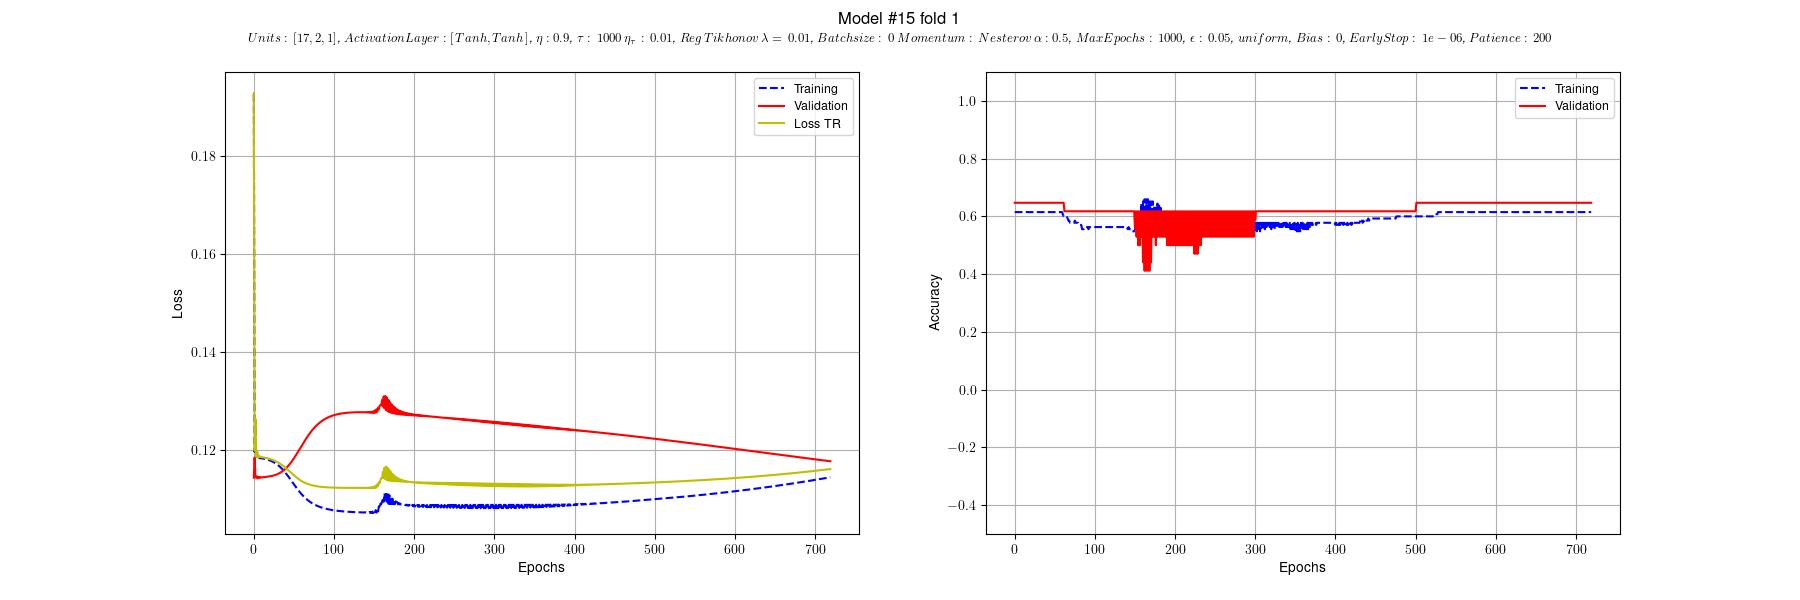 Model #15 fold 1
Units : [17, 2, 1], ActivationLayer : [Tanh, Tanh], η : 0.9, τ : 1000 ητ : 0.01, Reg Tikhonov λ = 0.01, Batchsize : 0 Momentum : Nesterov α : 0.5, MaxEpochs : 1000, ϵ : 0.05, uniform, Bias : 0, EarlyStop : 1e − 06, Patience : 200
Training
Validation
Loss TR
0.18
0.16
0.14
0.12
Loss
0 100 200 300 400 500 600 700
Epochs
Training
Validation
1.0
0.8
0.6
0.4
0.2
0.0
−0.2
−0.4
Accuracy
0 100 200 300 400 500 600 700
Epochs